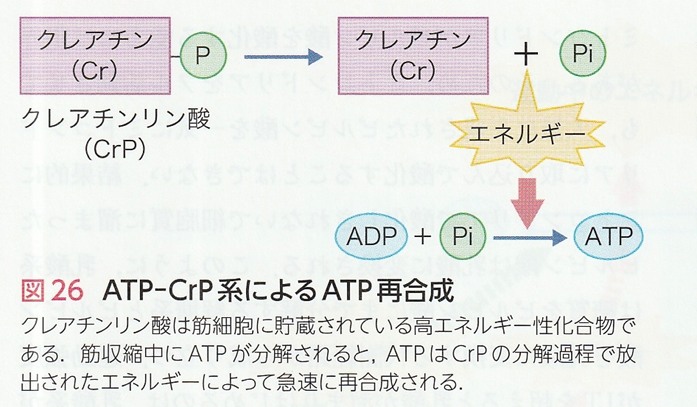 クレアチン
（Cr）
P
クレアチン
（Cr）
+
Pi
クレアチンリン酸
（CrP）
エネルギー
ADP + Pi
ATP
図26 ATP-CrP系によるATP再合成
クレアチンリン酸は筋細胞に貯蔵されている高エネルギー性化合物で
ある．筋収縮中にATPが分解されると，ATPはCrPの分解過程で放
出されたエネルギーによって急速に再合成される.